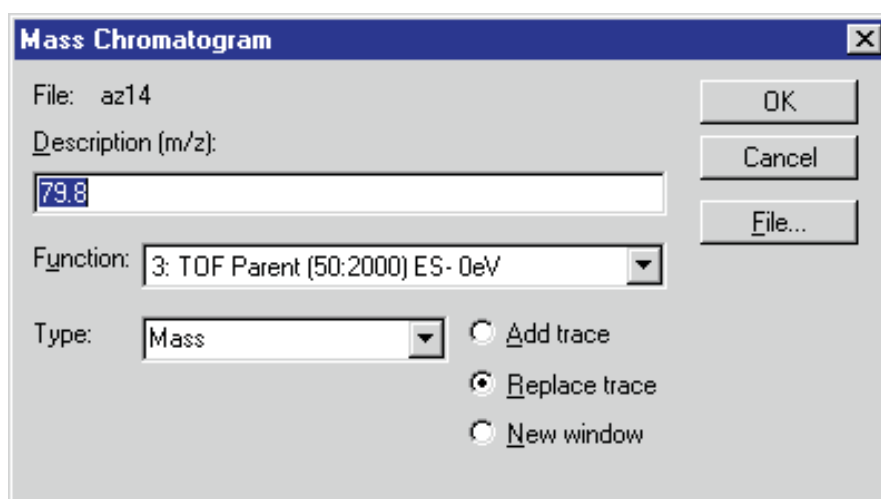 Mass Chromatogram
File: az14
OK
Description (m/z):
Cancel
79.8
File...
Function: 3: TOF Parent (50:2000) ES- 0eV
Type: Mass
Add trace
Replace trace
New window